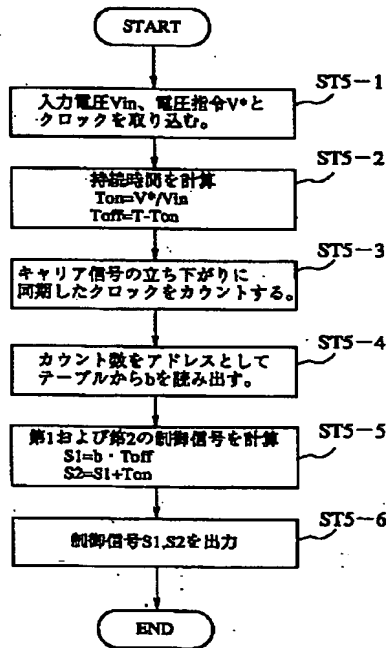 START
ST5-1
入力電圧Vin、電圧指令V*と
クロックを取り込む。
ST5-2
持続時間を計算
Ton=V*/Vin
Toff=T-Ton
ST5-3
キャリア信号の立ち下がりに
同期したクロックをカウントする。
ST5-4
カウント数をアドレスとして
テーブルからbを読み出す。
ST5-5
第1および第2の制御信号を計算
S1=b・Toff
S2=S1+Ton
ST5-6
制御信号S1,S2を出力
END